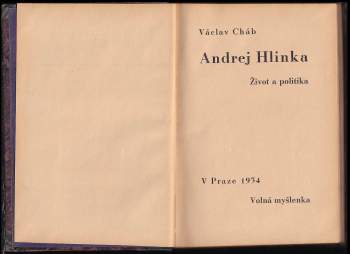 Václav Cháb
Andrej Hlinka
Život a politika
V Praze 1934
Volná myšlenka